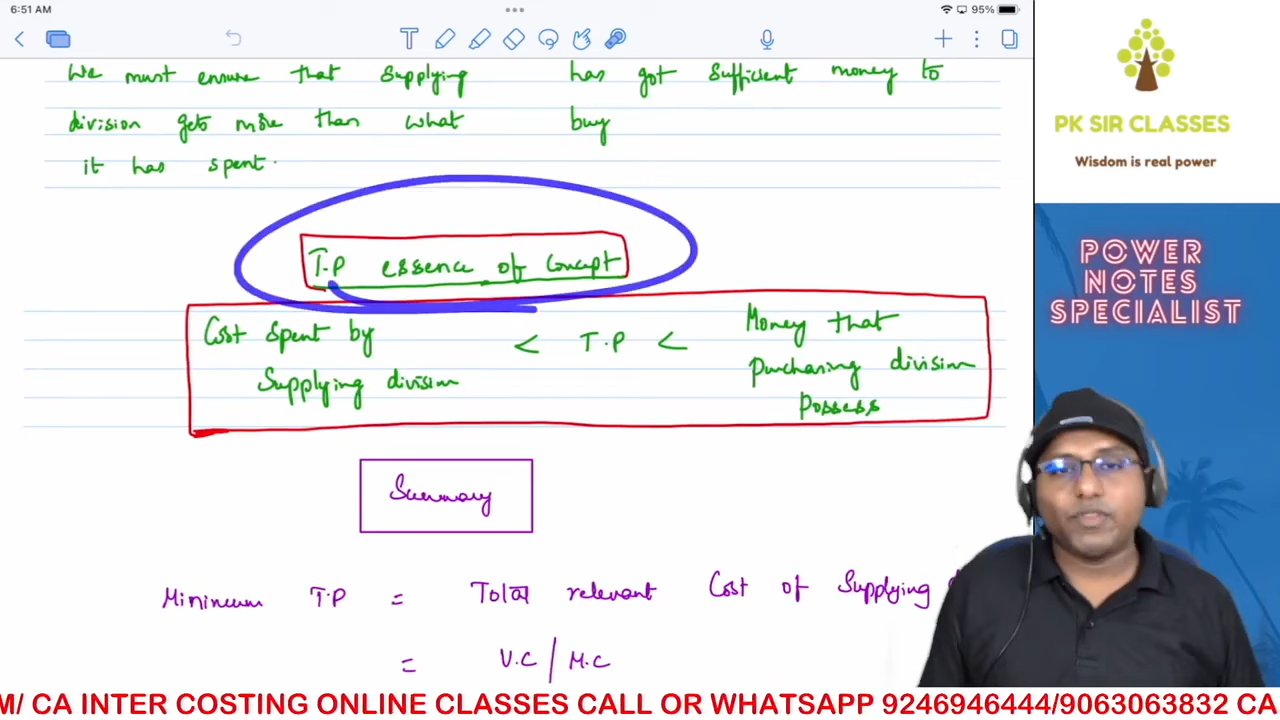 6:51 AM
95%
We must ensure that Supplying
division gets more than what
it has spent.
has got sufficient money to
buy
T.P essence of concept
Cost spent by
Supplying division
< T.P <
Money that
purchasing division
possess
Summary
Minimum T.P = Total relevant Cost of Supplying
= V.C / M.C
PK SIR CLASSES
Wisdom is real power
POWER
NOTES
SPECIALIST
M/ CA INTER COSTING ONLINE CLASSES CALL OR WHATSAPP 9246946444/9063063832 CA